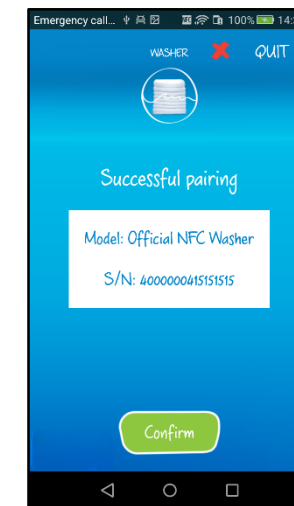 Emergency call... 100% 14:
WASHER QUIT
Successful pairing
Model: Official NFC Washer
S/N: 4000000415151515
Confirm